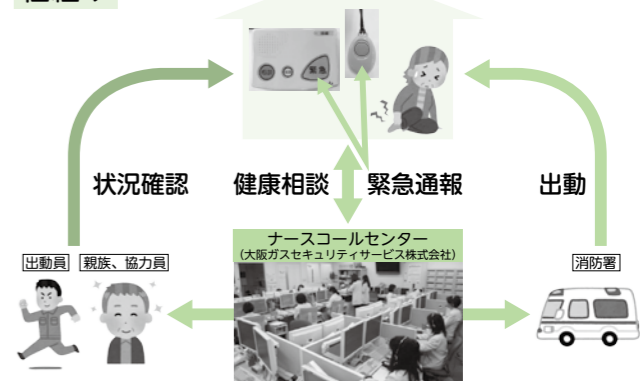 緊急
状況確認
健康相談
緊急通報
出動
ナースコールセンター
(大阪ガスセキュリティサービス株式会社)
出動員
親族、協力員
消防署